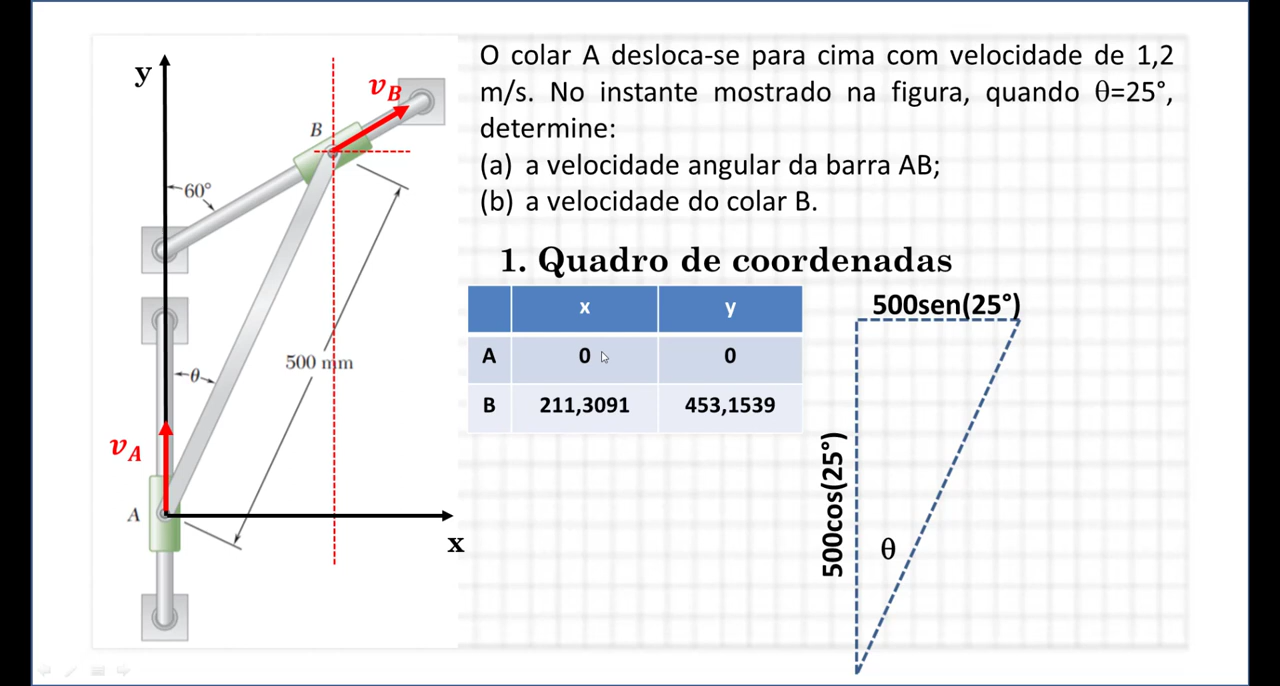 y
v_B
B
60°
500 mm
θ
v_A
A
x
O colar A desloca-se para cima com velocidade de 1,2
m/s. No instante mostrado na figura, quando θ=25°,
determine:
(a) a velocidade angular da barra AB;
(b) a velocidade do colar B.
1. Quadro de coordenadas
x y
A 0 0
B 211,3091 453,1539
500sen(25°)
500cos(25°)
θ